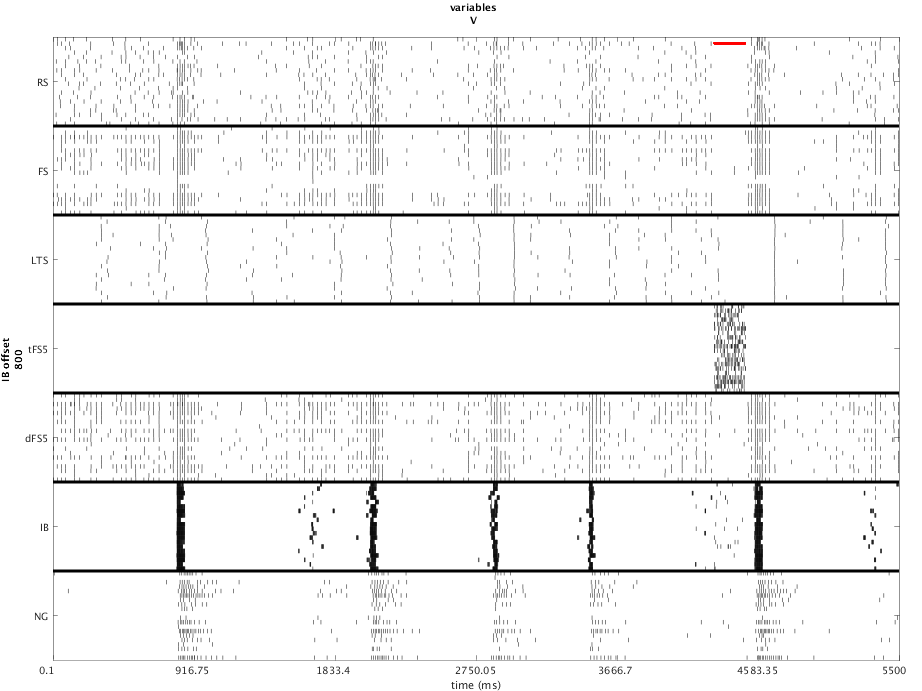 variables
V
RS
FS
LTS
tFS5
dFS5
IB
NG
IB offset
800
0.1
916.75
1833.4
2750.05
3666.7
4583.35
5500
time (ms)